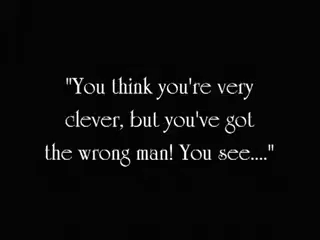 "You think you're very
clever, but you've got
the wrong man! You see...."